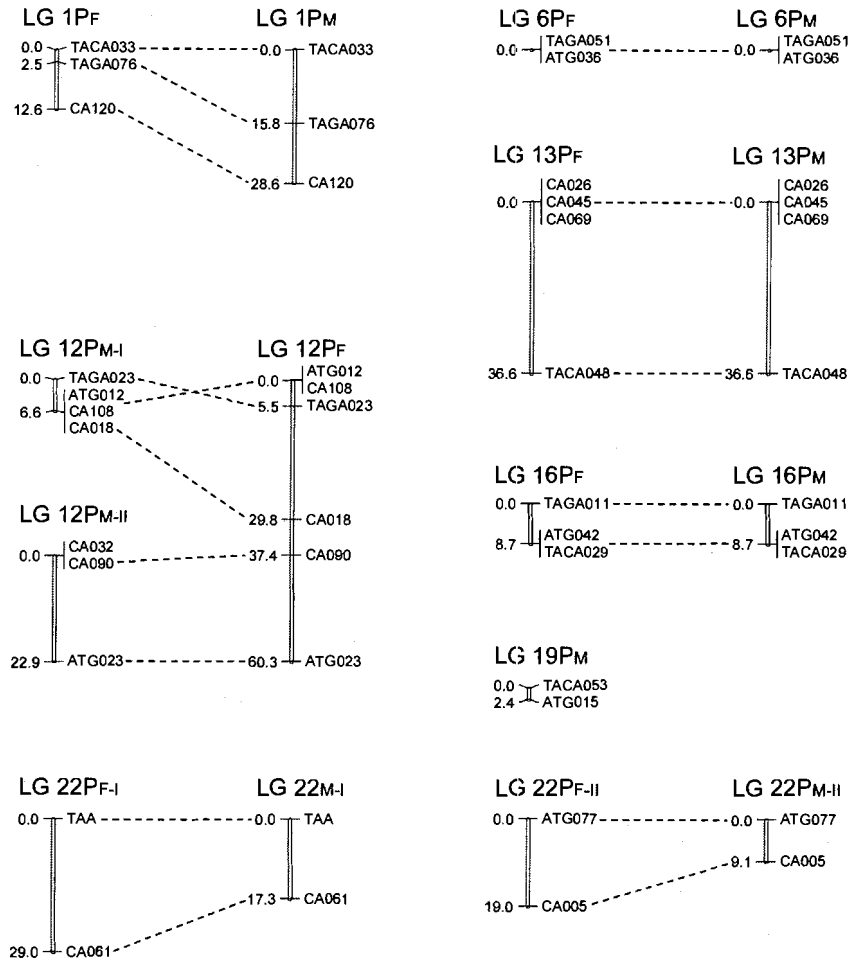 LG 1PF
LG 1PM
0.0 TACA033
2.5 TAGA076
12.6 CA120
0.0 TACA033
15.8 TAGA076
28.6 CA120
LG 6PF
LG 6PM
0.0 TAGA051
ATG036
0.0 TAGA051
ATG036
LG 13PF
LG 13PM
CA026
0.0 CA045
CA069
36.6 TACA048
CA026
0.0 CA045
CA069
36.6 TACA048
LG 12PM-I
LG 12PF
0.0 TAGA023
ATG012
6.6 CA108
CA018
ATG012
0.0 CA108
5.5 TAGA023
29.8 CA018
37.4 CA090
60.3 ATG023
LG 12PM-II
0.0 CA032
CA090
22.9 ATG023
LG 16PF
LG 16PM
0.0 TAGA011
8.7 ATG042
TACA029
0.0 TAGA011
8.7 ATG042
TACA029
LG 19PM
0.0 TACA053
2.4 ATG015
LG 22PF-I
LG 22M-I
0.0 TAA
29.0 CA061
0.0 TAA
17.3 CA061
LG 22PF-II
LG 22PM-II
0.0 ATG077
19.0 CA005
0.0 ATG077
9.1 CA005